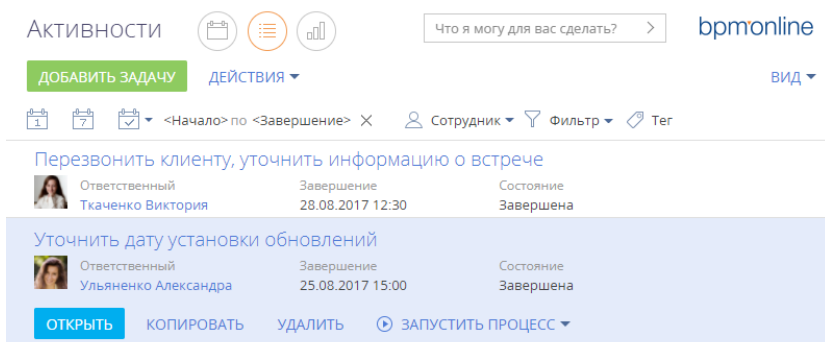 Активности Что я могу для вас сделать? bpm'online
ДОБАВИТЬ ЗАДАЧУ ДЕЙСТВИЯ ВИД
1 7 <Начало> по <Завершение> Сотрудник Фильтр Тег
Перезвонить клиенту, уточнить информацию о встрече
Ответственный Завершение Состояние
Ткаченко Виктория 28.08.2017 12:30 Завершена
Уточнить дату установки обновлений
Ответственный Завершение Состояние
Ульяненко Александра 25.08.2017 15:00 Завершена
ОТКРЫТЬ КОПИРОВАТЬ УДАЛИТЬ ЗАПУСТИТЬ ПРОЦЕСС